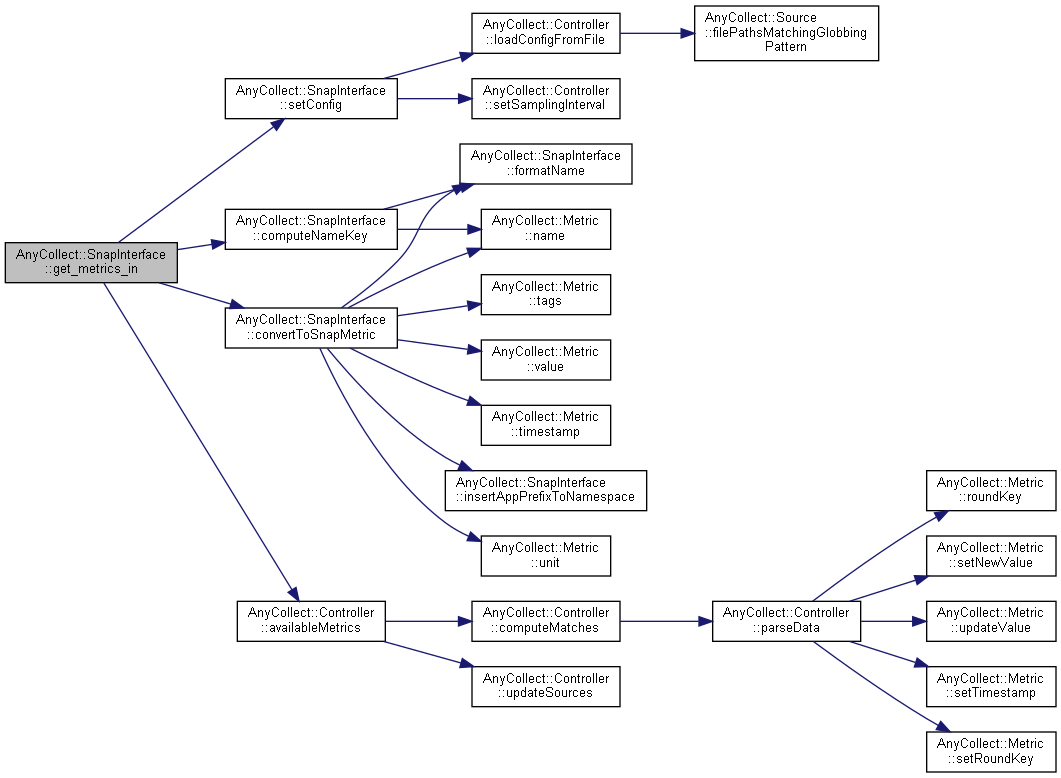 AnyCollect::SnapInterface
::get_metrics_in
AnyCollect::SnapInterface
::setConfig
AnyCollect::Controller
::loadConfigFromFile
AnyCollect::Source
::filePathsMatchingGlobbing
Pattern
AnyCollect::Controller
::setSamplingInterval
AnyCollect::SnapInterface
::computeNameKey
AnyCollect::SnapInterface
::formatName
AnyCollect::Metric
::name
AnyCollect::SnapInterface
::convertToSnapMetric
AnyCollect::Metric
::tags
AnyCollect::Metric
::value
AnyCollect::Metric
::timestamp
AnyCollect::SnapInterface
::insertAppPrefixToNamespace
AnyCollect::Metric
::unit
AnyCollect::Controller
::availableMetrics
AnyCollect::Controller
::computeMatches
AnyCollect::Controller
::updateSources
AnyCollect::Controller
::parseData
AnyCollect::Metric
::roundKey
AnyCollect::Metric
::setNewValue
AnyCollect::Metric
::updateValue
AnyCollect::Metric
::setTimestamp
AnyCollect::Metric
::setRoundKey